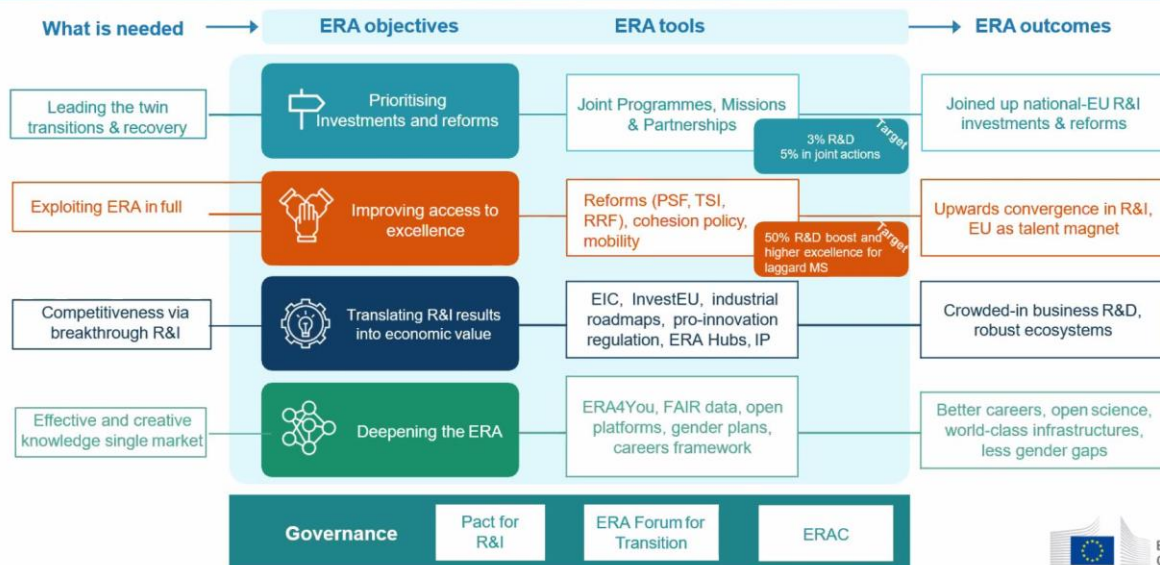 What is needed
ERA objectives
ERA tools
ERA outcomes
Leading the twin
transitions & recovery
Prioritising
Investments and reforms
Joint Programmes, Missions
& Partnerships
Target
3% R&D
5% in joint actions
Joined up national-EU R&I
investments & reforms
Exploiting ERA in full
Improving access to
excellence
Reforms (PSF, TSI,
RRF), cohesion policy,
mobility
Target
50% R&D boost and
higher excellence for
laggard MS
Upwards convergence in R&I,
EU as talent magnet
Competitiveness via
breakthrough R&I
Translating R&I results
into economic value
EIC, InvestEU, industrial
roadmaps, pro-innovation
regulation, ERA Hubs, IP
Crowded-in business R&D,
robust ecosystems
Effective and creative
knowledge single market
Deepening the ERA
ERA4You, FAIR data, open
platforms, gender plans,
careers framework
Better careers, open science,
world-class infrastructures,
less gender gaps
Governance
Pact for
R&I
ERA Forum for
Transition
ERAC